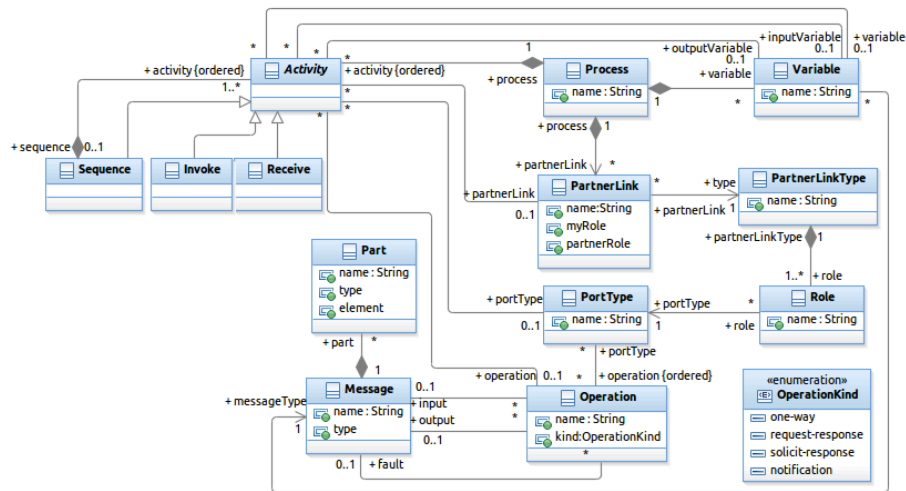 + inputVariable + variable
* * * * 1 + outputVariable 0..1 0..1
+ activity{ordered} Activity + activity{ordered} + process Process 0..1 + variable Variable
1..* * name : String 1 * name : String *
* * 1
+ process
+ sequence 0..1 + partnerLink *
Sequence Invoke Receive + partnerLink PartnerLink * + type PartnerLinkType
0..1 name:String + partnerLink 1 name : String
myRole + partnerLinkType 1
partnerRole
Part
name : String 1..* + role
type + portType PortType + portType * Role
element 0..1 name : String 1 + role name : String
+ part * * + portType
1 + operation 0..1 * + operation{ordered} «enumeration»
+ messageType Message 0..1 + input * Operation OperationKind
1 name : String + output * name : String one-way
type 0..1 kind:OperationKind request-response
0..1 + fault * solicit-response
notification